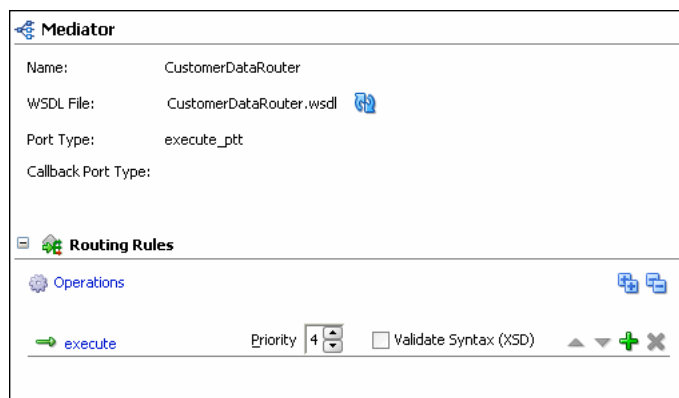 Mediator
Name: CustomerDataRouter
WSDL File: CustomerDataRouter.wsdl
Port Type: execute_ptt
Callback Port Type:
Routing Rules
Operations
execute Priority 4 Validate Syntax (XSD)